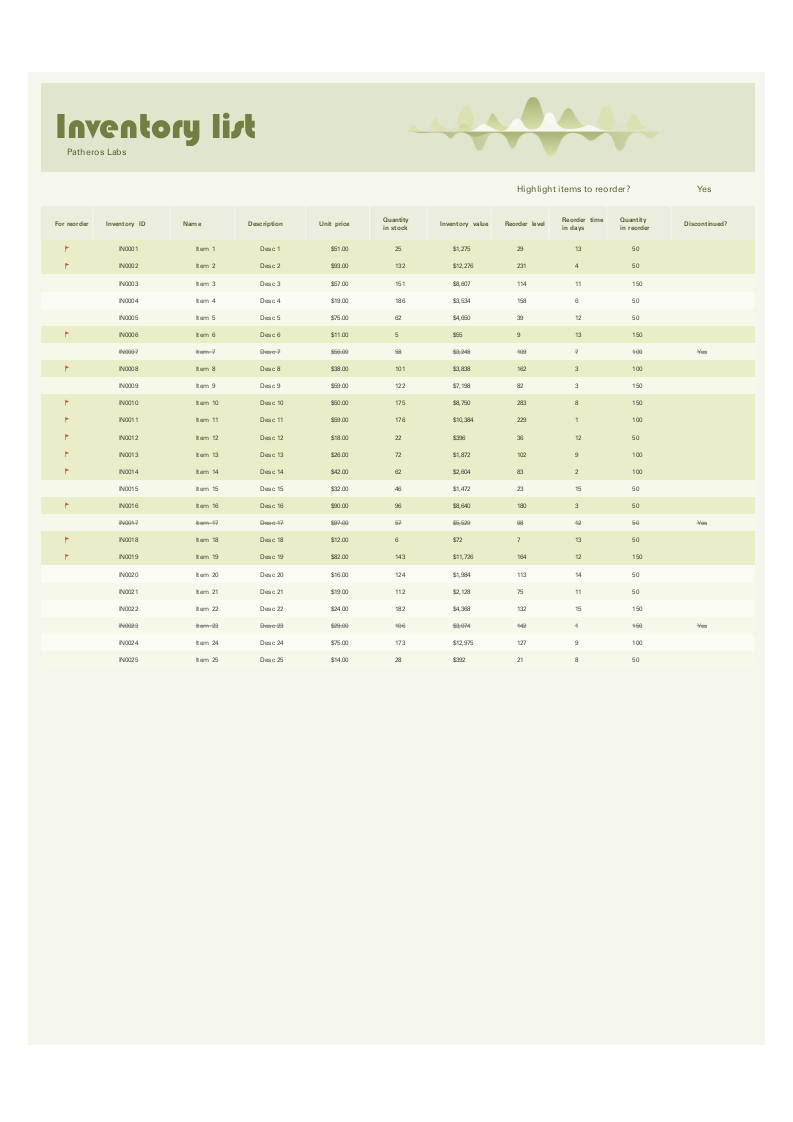 Inventory list
Patheros Labs
Highlight items to reorder? Yes
For reorder Inventory ID Name Description Unit price Quantity in stock Inventory value Reorder level Reorder time in days Quantity in reorder Discontinued?
IN0001 Item 1 Desc 1 $51.00 25 $1,275 29 13 50
IN0002 Item 2 Desc 2 $93.00 132 $12,276 231 4 50
IN0003 Item 3 Desc 3 $57.00 151 $8,607 114 11 150
IN0004 Item 4 Desc 4 $19.00 186 $3,534 158 6 50
IN0005 Item 5 Desc 5 $75.00 62 $4,650 39 12 50
IN0006 Item 6 Desc 6 $11.00 5 $55 9 13 150
IN0007 Item 7 Desc 7 $56.00 58 $3,248 109 7 100 Yes
IN0008 Item 8 Desc 8 $38.00 101 $3,838 162 3 100
IN0009 Item 9 Desc 9 $59.00 122 $7,198 82 3 150
IN0010 Item 10 Desc 10 $50.00 175 $8,750 283 8 150
IN0011 Item 11 Desc 11 $59.00 176 $10,384 229 1 100
IN0012 Item 12 Desc 12 $18.00 22 $396 36 12 50
IN0013 Item 13 Desc 13 $26.00 72 $1,872 102 9 100
IN0014 Item 14 Desc 14 $42.00 62 $2,604 83 2 100
IN0015 Item 15 Desc 15 $32.00 46 $1,472 23 15 50
IN0016 Item 16 Desc 16 $90.00 96 $8,640 180 3 50
IN0017 Item 17 Desc 17 $97.00 57 $5,529 98 12 50 Yes
IN0018 Item 18 Desc 18 $12.00 6 $72 7 13 50
IN0019 Item 19 Desc 19 $82.00 143 $11,726 164 12 150
IN0020 Item 20 Desc 20 $16.00 124 $1,984 113 14 50
IN0021 Item 21 Desc 21 $19.00 112 $2,128 75 11 50
IN0022 Item 22 Desc 22 $24.00 182 $4,368 132 15 150
IN0023 Item 23 Desc 23 $29.00 106 $3,074 142 1 150 Yes
IN0024 Item 24 Desc 24 $75.00 173 $12,975 127 9 100
IN0025 Item 25 Desc 25 $14.00 28 $392 21 8 50